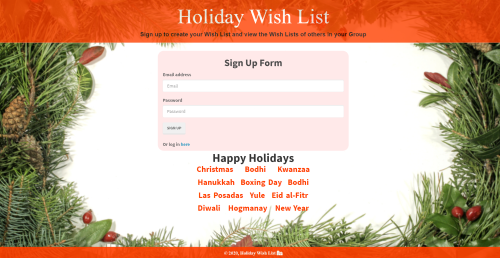 Holiday Wish List
Sign up to create your Wish List and view the Wish Lists of others in your Group
Sign Up Form
Email address
Email
Password
Password
SIGN UP
Or log in here
Happy Holidays
Christmas Bodhi Kwanzaa
Hanukkah Boxing Day Bodhi
Las Posadas Yule Eid al-Fitr
Diwali Hogmanay New Year
© 2020, Holiday Wish List